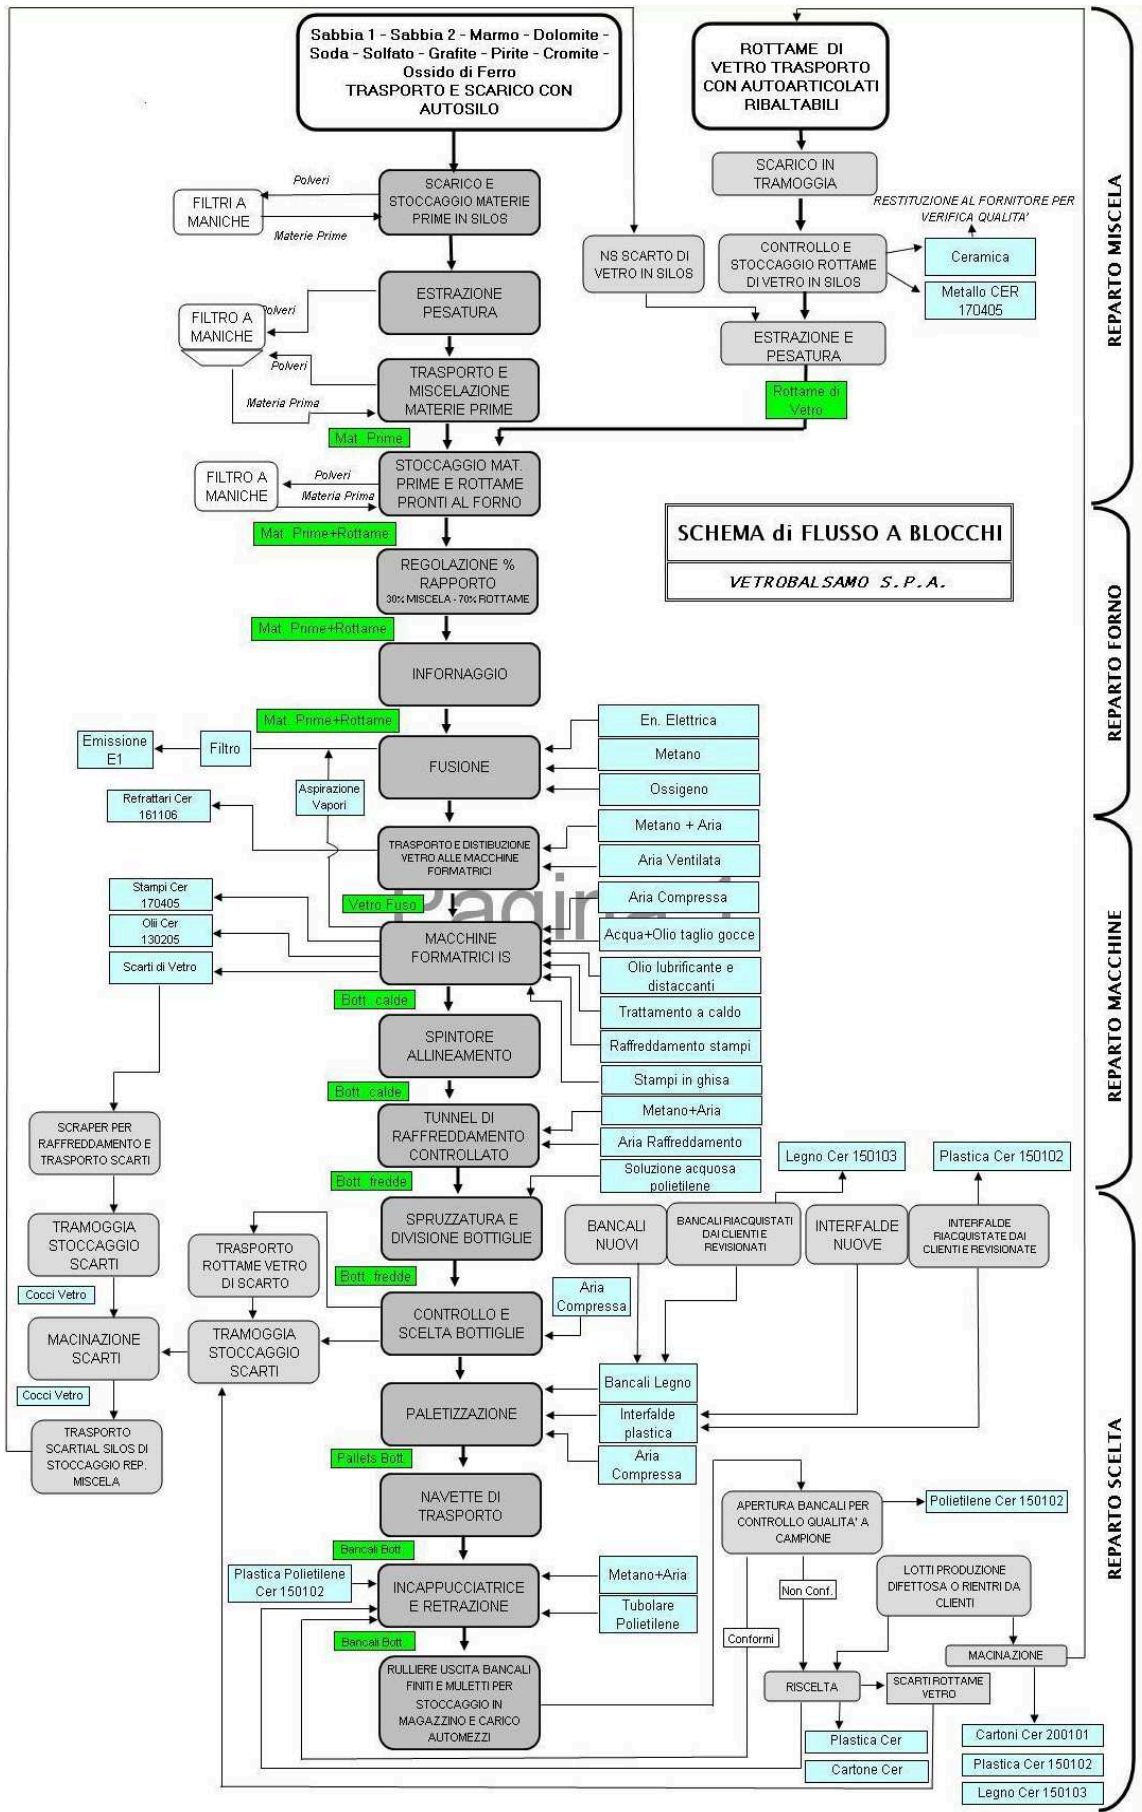 Sabbia 1 - Sabbia 2 - Marmo - Dolomite -
Soda - Solfato - Grafite - Pirite - Cromite -
Ossido di Ferro
TRASPORTO E SCARICO CON
AUTOSILO
ROTTAME DI
VETRO TRASPORTO
CON AUTOARTICOLATI
RIBALTABILI
SCARICO IN
TRAMOGGIA
Polveri
FILTRI A
MANICHE
Materie Prime
SCARICO E
STOCCAGGIO MATERIE
PRIME IN SILOS
RESTITUZIONE AL FORNITORE PER
VERIFICA QUALITA'
NS SCARTO DI
VETRO IN SILOS
CONTROLLO E
STOCCAGGIO ROTTAME
DI VETRO IN SILOS
Ceramica
Metallo CER
170405
REPARTO MISCELA
ESTRAZIONE
PESATURA
Polveri
FILTRO A
MANICHE
Polveri
Materia Prima
ESTRAZIONE E
PESATURA
TRASPORTO E
MISCELAZIONE
MATERIE PRIME
Rottame di
Vetro
Mat. Prime
STOCCAGGIO MAT.
PRIME E ROTTAME
PRONTI AL FORNO
FILTRO A
MANICHE
Polveri
Materia Prima
Mat. Prime+Rottame
SCHEMA di FLUSSO A BLOCCHI
VETROBALSAMO S.P.A.
REGOLAZIONE %
RAPPORTO
30% MISCELA - 70% ROTTAME
Mat. Prime+Rottame
INFORNAGGIO
REPARTO FORNO
Mat. Prime+Rottame
Emissione
E1
Filtro
FUSIONE
En. Elettrica
Metano
Ossigeno
Aspirazione
Vapori
Refrattari Cer
161106
TRASPORTO E DISTIBUZIONE
VETRO ALLE MACCHINE
FORMATRICI
Metano + Aria
Aria Ventilata
Pagina 1
Vetro Fuso
Stampi Cer
170405
Olii Cer
130205
Scarti di Vetro
MACCHINE
FORMATRICI IS
Aria Compressa
Acqua+Olio taglio gocce
Olio lubrificante e
distaccanti
Trattamento a caldo
Raffreddamento stampi
Stampi in ghisa
REPARTO MACCHINE
Bott. calde
SPINTORE
ALLINEAMENTO
Bott. calde
TUNNEL DI
RAFFREDDAMENTO
CONTROLLATO
Metano+Aria
Aria Raffreddamento
Soluzione acquosa
polietilene
SCRAPER PER
RAFFREDDAMENTO E
TRASPORTO SCARTI
Bott. fredde
Legno Cer 150103
Plastica Cer 150102
SPRUZZATURA E
DIVISIONE BOTTIGLIE
BANCALI
NUOVI
BANCALI RIACQUISTATI
DAI CLIENTI E
REVISIONATI
INTERFALDE
NUOVE
INTERFALDE
RIACQUISTATE DAI
CLIENTI E REVISIONATE
TRAMOGGIA
STOCCAGGIO
SCARTI
TRASPORTO
ROTTAME VETRO
DI SCARTO
Bott. fredde
Cocci Vetro
CONTROLLO E
SCELTA BOTTIGLIE
Aria
Compressa
MACINAZIONE
SCARTI
TRAMOGGIA
STOCCAGGIO
SCARTI
Cocci Vetro
PALETIZZAZIONE
Bancali Legno
Interfalde
plastica
Aria
Compressa
TRASPORTO
SCARTIAL SILOS DI
STOCCAGGIO REP.
MISCELA
Pallets Bott.
REPARTO SCELTA
NAVETTE DI
TRASPORTO
APERTURA BANCALI PER
CONTROLLO QUALITA' A
CAMPIONE
Polietilene Cer 150102
Bancali Bott.
Plastica Polietilene
Cer 150102
INCAPPUCCIATRICE
E RETRAZIONE
Metano+Aria
Tubolare
Polietilene
Non Conf.
LOTTI PRODUZIONE
DIFETTOSA O RIENTRI DA
CLIENTI
Bancali Bott.
Conformi
MACINAZIONE
RULLIERE USCITA BANCALI
FINITI E MULETTI PER
STOCCAGGIO IN
MAGAZZINO E CARICO
AUTOMEZZI
RISCELTA
SCARTI ROTTAME
VETRO
Plastica Cer
Cartone Cer
Cartoni Cer 200101
Plastica Cer 150102
Legno Cer 150103